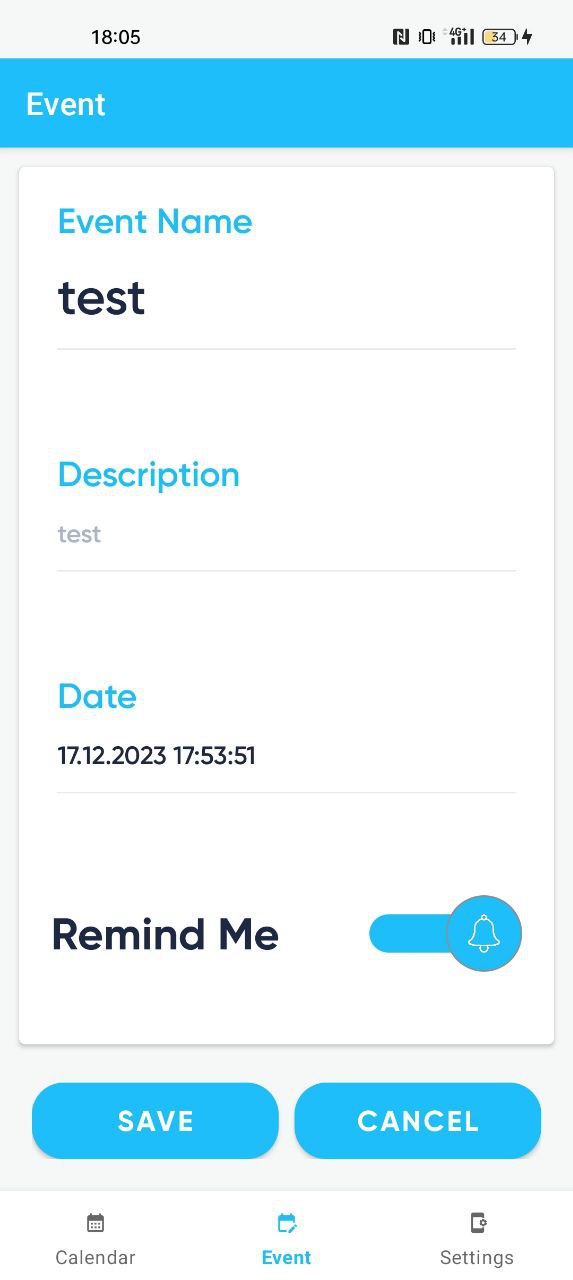 18:05
4G+
34
Event
Event Name
test
Description
test
Date
17.12.2023 17:53:51
Remind Me
SAVE CANCEL
Calendar Event Settings